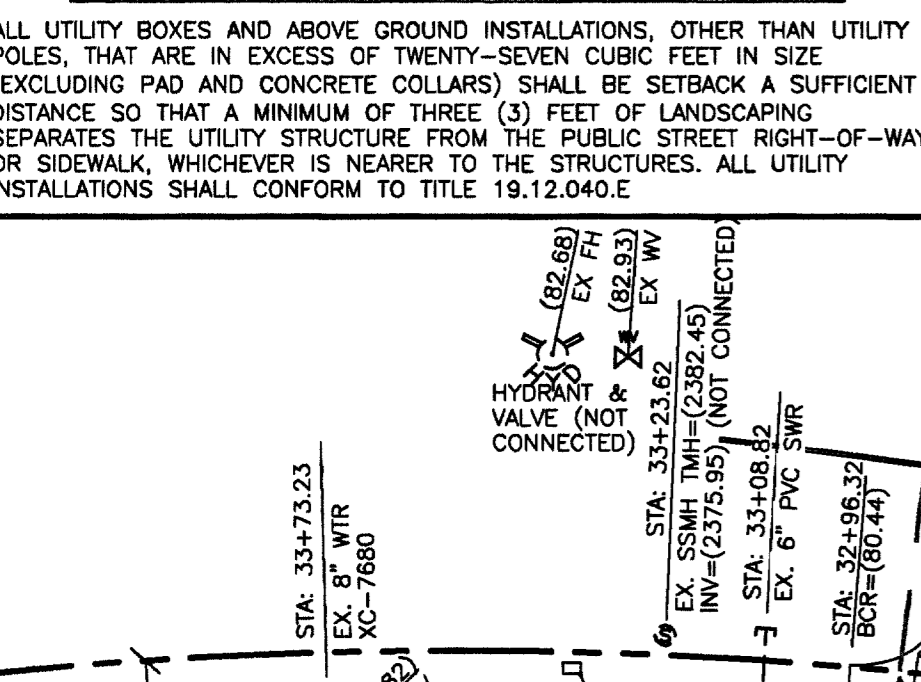 ALL UTILITY BOXES AND ABOVE GROUND INSTALLATIONS, OTHER THAN UTILITY
POLES, THAT ARE IN EXCESS OF TWENTY-SEVEN CUBIC FEET IN SIZE
(EXCLUDING PAD AND CONCRETE COLLARS) SHALL BE SETBACK A SUFFICIENT
DISTANCE SO THAT A MINIMUM OF THREE (3) FEET OF LANDSCAPING
SEPARATES THE UTILITY STRUCTURE FROM THE PUBLIC STREET RIGHT-OF-WAY
OR SIDEWALK, WHICHEVER IS NEARER TO THE STRUCTURES. ALL UTILITY
INSTALLATIONS SHALL CONFORM TO TITLE 19.12.040.E
(82.68)
EX FH
(82.93)
EX WV
HYD
HYDRANT &
VALVE (NOT
CONNECTED)
STA: 33+73.23
EX. 8" WTR
XC-7680
STA: 33+23.62
EX. SSMH TMH=(2382.45)
INV=(2375.95) (NOT CONNECTED)
STA: 33+08.82
EX. 6" PVC SWR
STA: 32+96.32
BCR=(80.44)